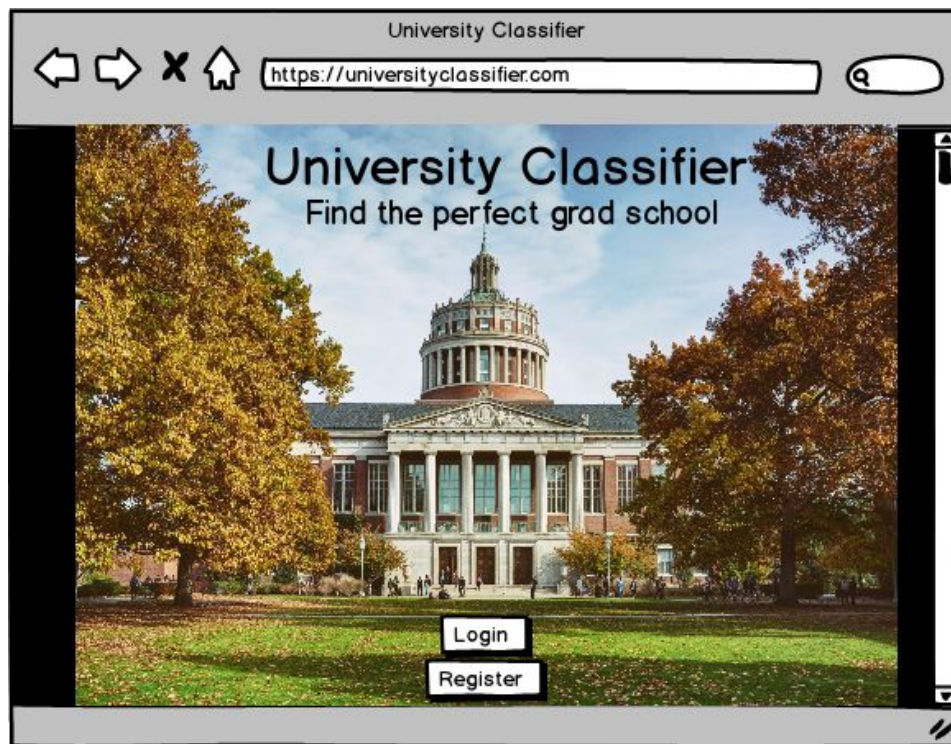 University Classifier
https://universityclassifier.com
University Classifier
Find the perfect grad school
Login
Register